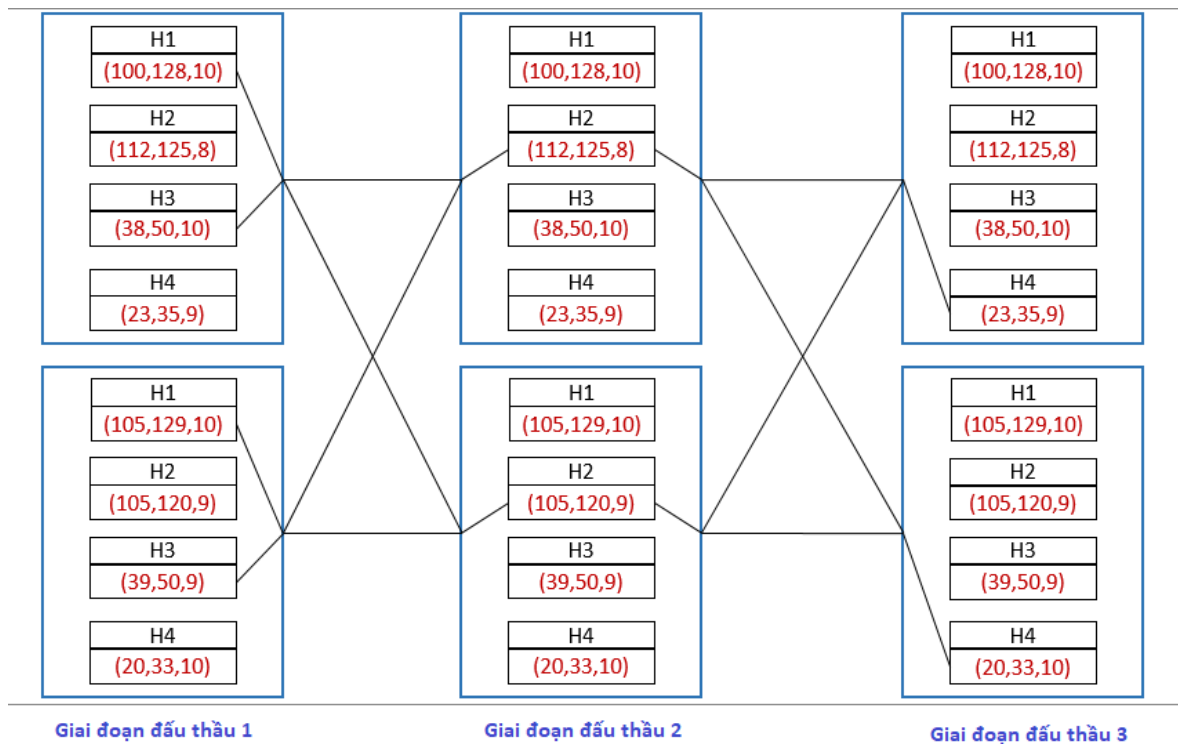 H1
(100,128,10)
H2
(112,125,8)
H3
(38,50,10)
H4
(23,35,9)
H1
(105,129,10)
H2
(105,120,9)
H3
(39,50,9)
H4
(20,33,10)
Giai đoạn đấu thầu 1
H1
(100,128,10)
H2
(112,125,8)
H3
(38,50,10)
H4
(23,35,9)
H1
(105,129,10)
H2
(105,120,9)
H3
(39,50,9)
H4
(20,33,10)
Giai đoạn đấu thầu 2
H1
(100,128,10)
H2
(112,125,8)
H3
(38,50,10)
H4
(23,35,9)
H1
(105,129,10)
H2
(105,120,9)
H3
(39,50,9)
H4
(20,33,10)
Giai đoạn đấu thầu 3